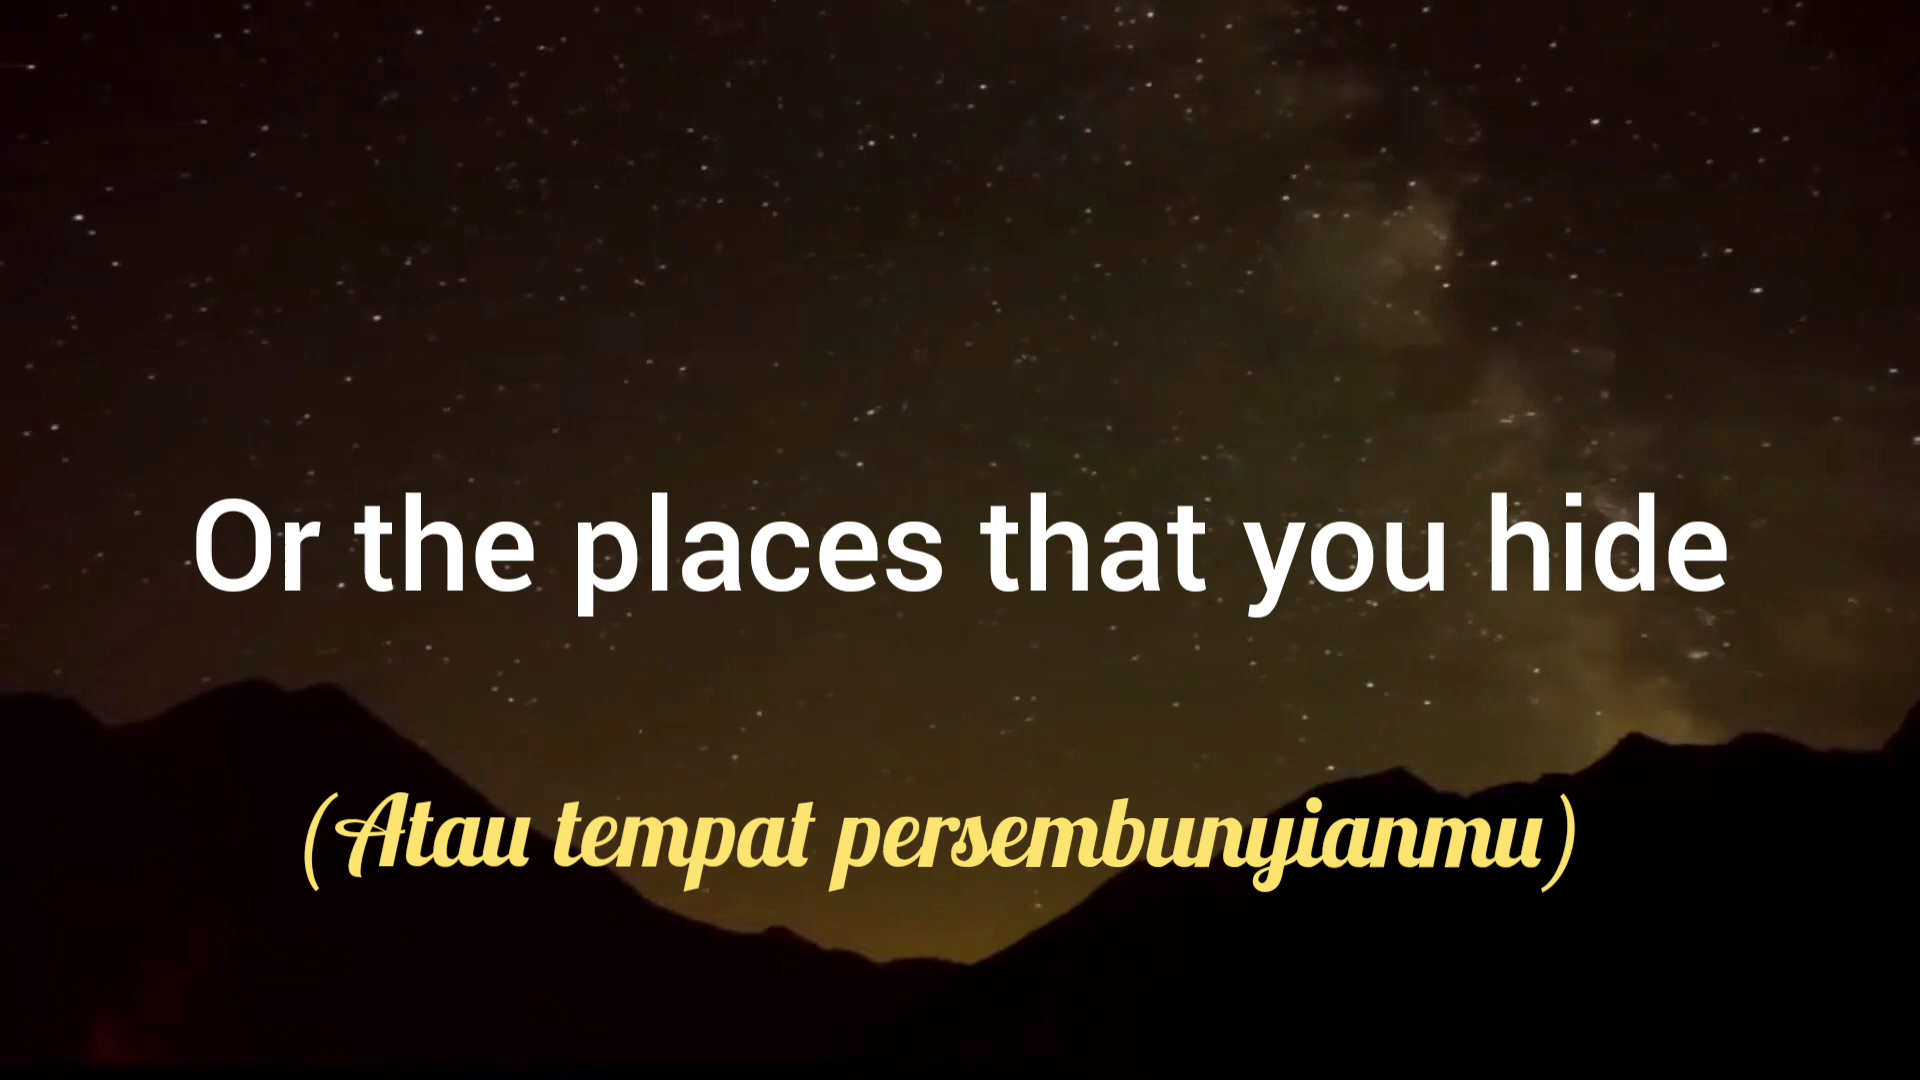 Or the places that you hide
(Atau tempat persembunyianmu)